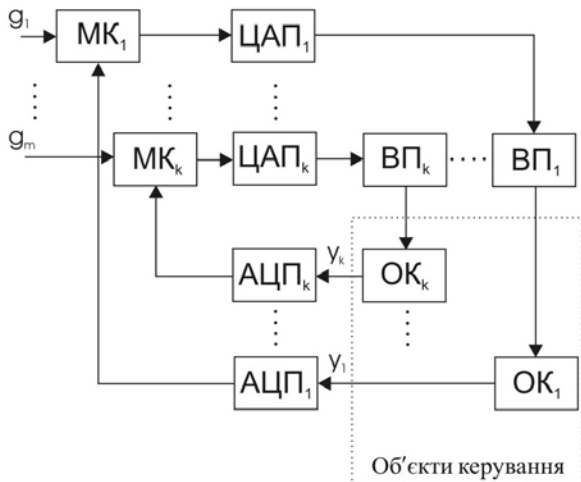 g₁ МК₁ ЦАП₁
gₘ МКₖ ЦАПₖ ВПₖ ВП₁
АЦПₖ yₖ ОКₖ
АЦП₁ y₁ ОК₁
Об'єкти керування